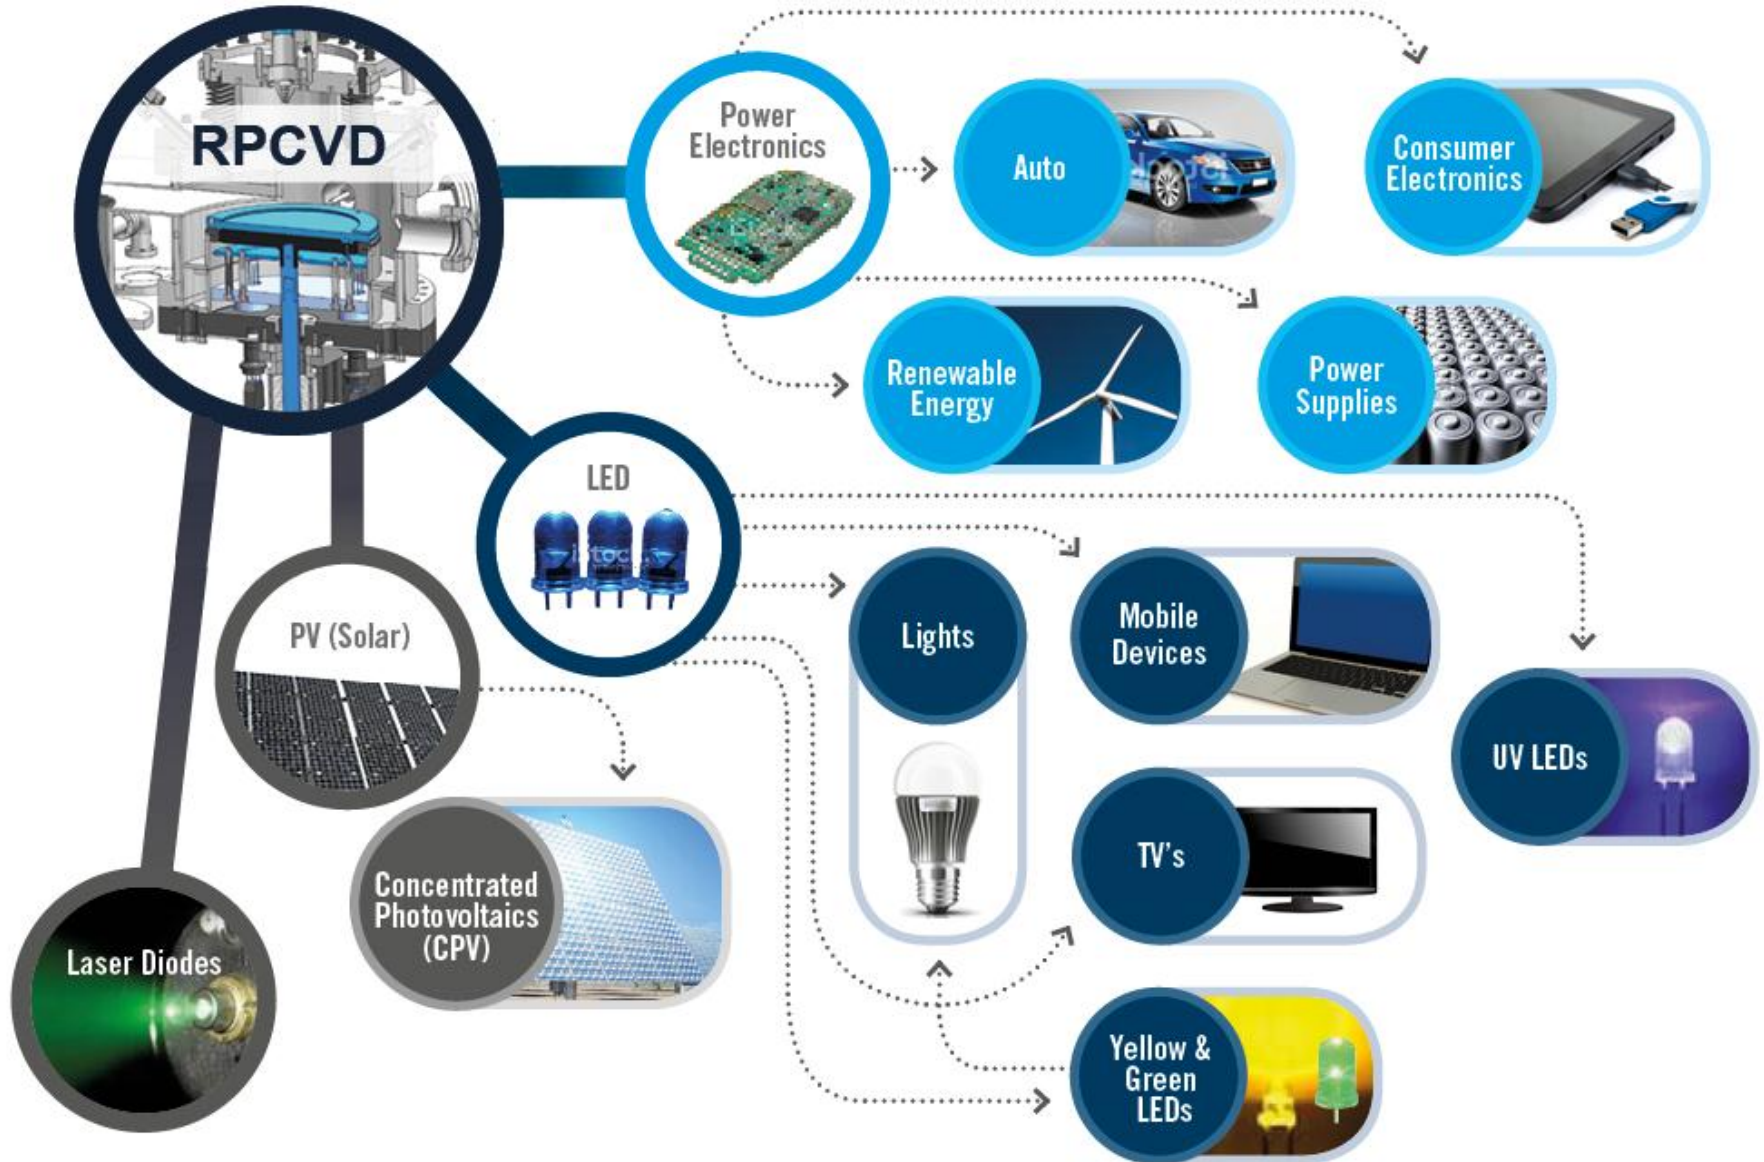 RPCVD
Power
Electronics
Auto
Consumer
Electronics
Renewable
Energy
Power
Supplies
LED
iStock
PV (Solar)
Lights
Mobile
Devices
UV LEDs
TV's
Concentrated
Photovoltaics
(CPV)
Laser Diodes
Yellow &
Green
LEDs